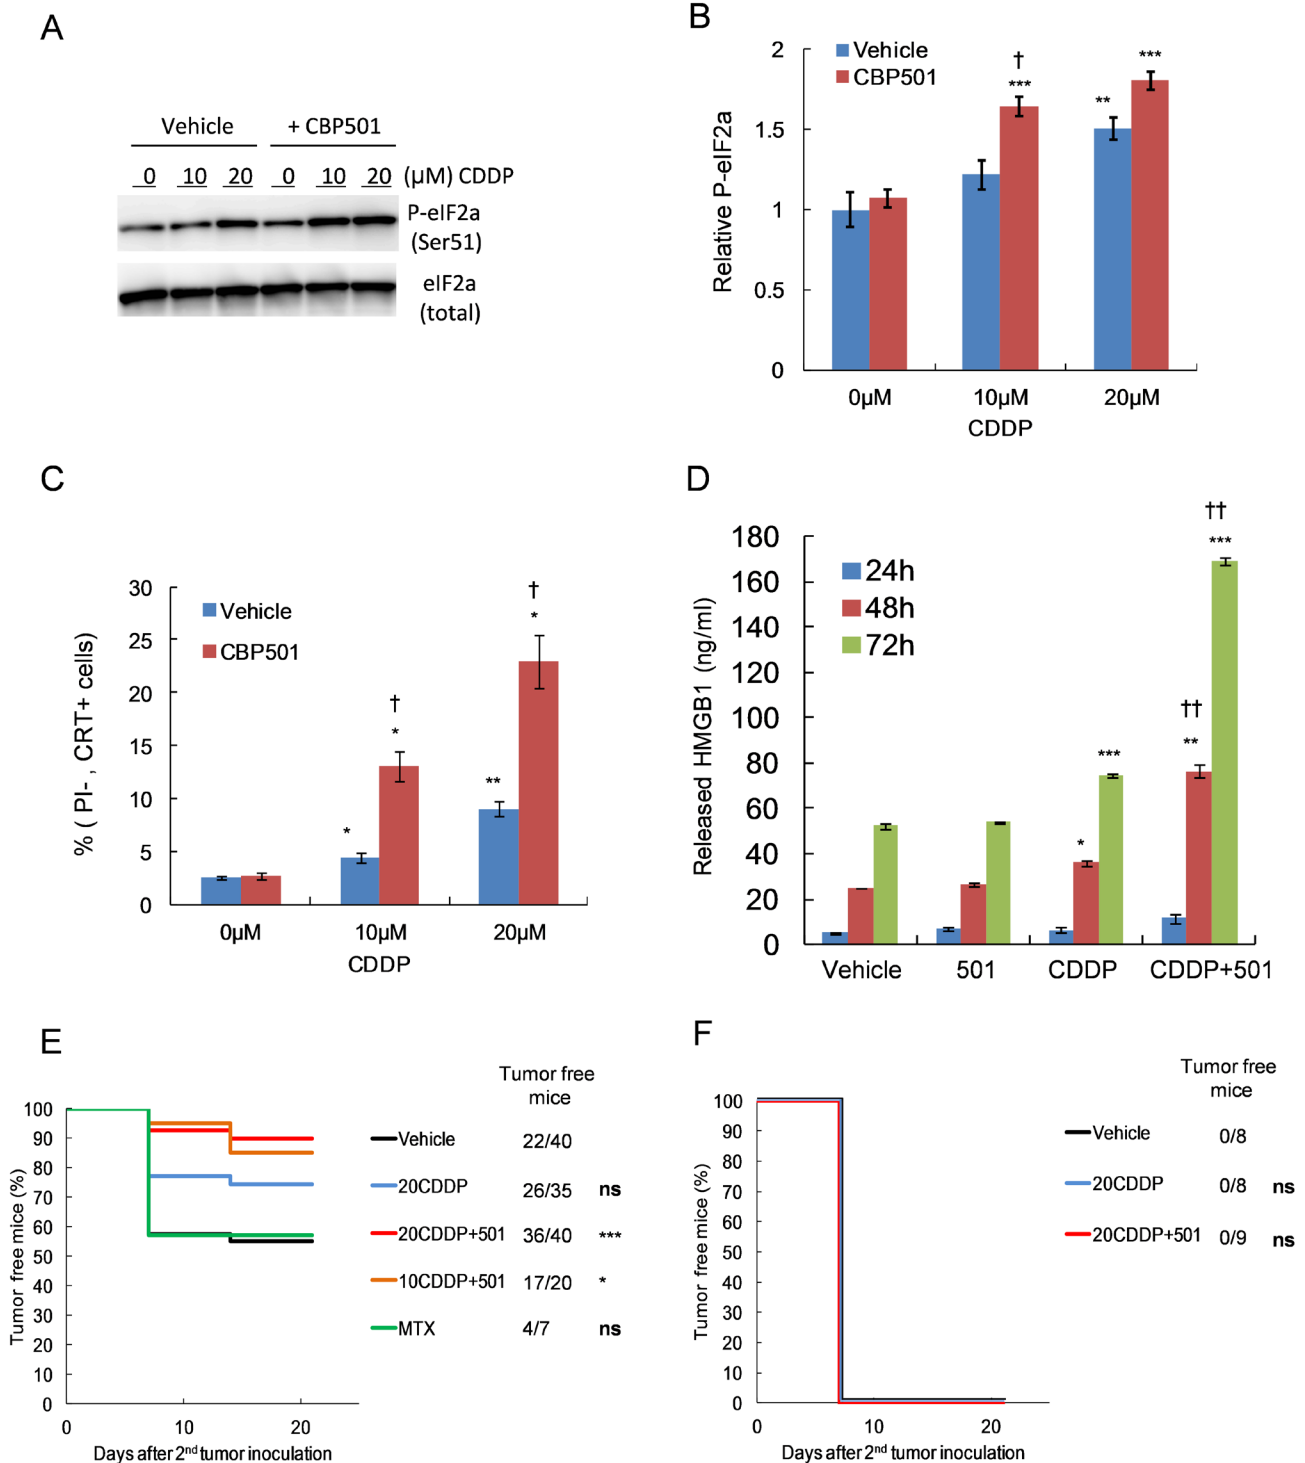 A
Vehicle
+ CBP501
0 10 20 0 10 20 (µM) CDDP
P-eIF2a
(Ser51)
eIF2a
(total)
B
Vehicle
CBP501
Relative P-eIF2a
2
1.5
1
0.5
0
†
***
**
***
0µM 10µM 20µM
CDDP
C
Vehicle
CBP501
% ( PI- , CRT+ cells)
30
25
20
15
10
5
0
*
†
*
**
†
*
0µM 10µM 20µM
CDDP
D
24h
48h
72h
Released HMGB1 (ng/ml)
180
160
140
120
100
80
60
40
20
0
*
***
††
**
††
***
Vehicle 501 CDDP CDDP+501
E
Tumor free
mice
Vehicle 22/40
20CDDP 26/35 ns
20CDDP+501 36/40 ***
10CDDP+501 17/20 *
MTX 4/7 ns
Tumor free mice (%)
100
90
80
70
60
50
40
30
20
10
0
0 10 20
Days after 2nd tumor inoculation
F
Tumor free
mice
Vehicle 0/8
20CDDP 0/8 ns
20CDDP+501 0/9 ns
Tumor free mice (%)
100
90
80
70
60
50
40
30
20
10
0
0 10 20
Days after 2nd tumor inoculation